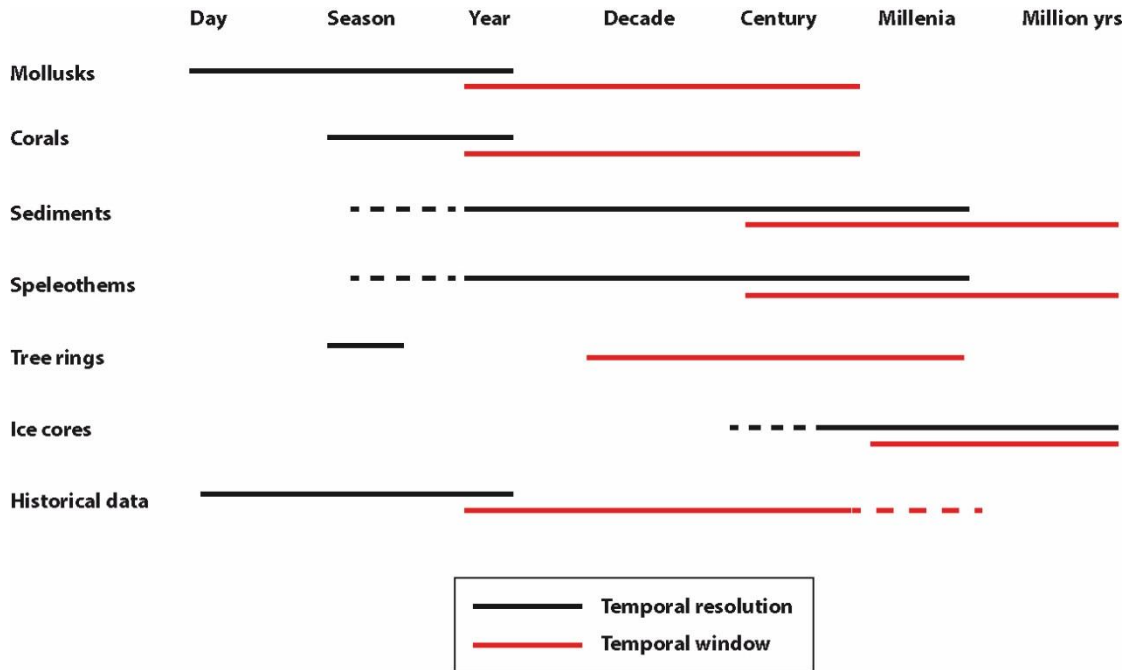 Day Season Year Decade Century Millenia Million yrs
Mollusks
Corals
Sediments
Speleothems
Tree rings
Ice cores
Historical data
Temporal resolution
Temporal window